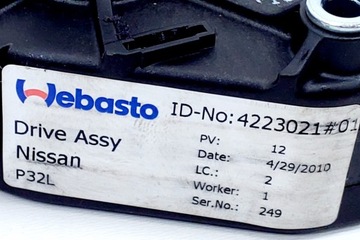 Webasto ID-No:4223021#01
Drive Assy
Nissan
P32L
PV: 12
Date: 4/29/2010
LC.: 2
Worker: 1
Ser.No.: 249